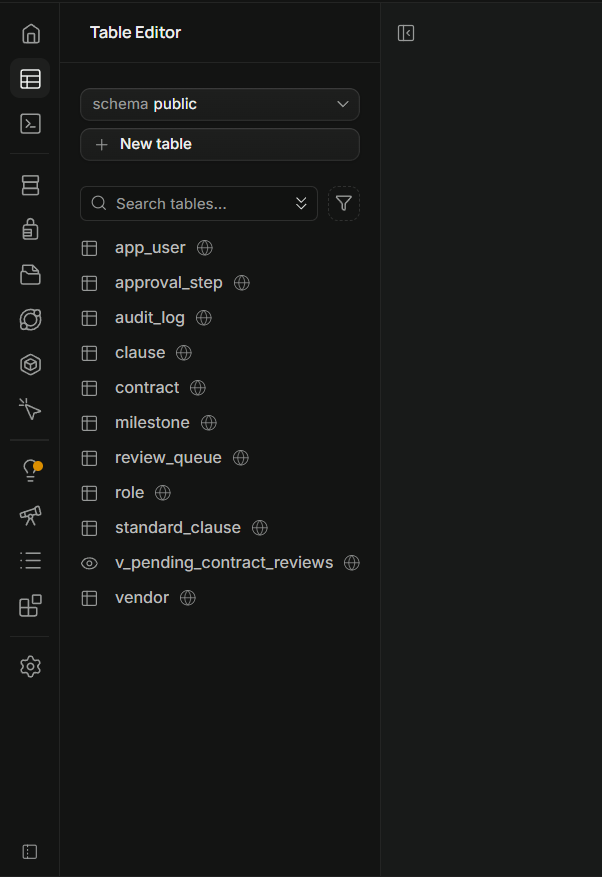 Table Editor
schema public
New table
Search tables...
app_user
approval_step
audit_log
clause
contract
milestone
review_queue
role
standard_clause
v_pending_contract_reviews
vendor